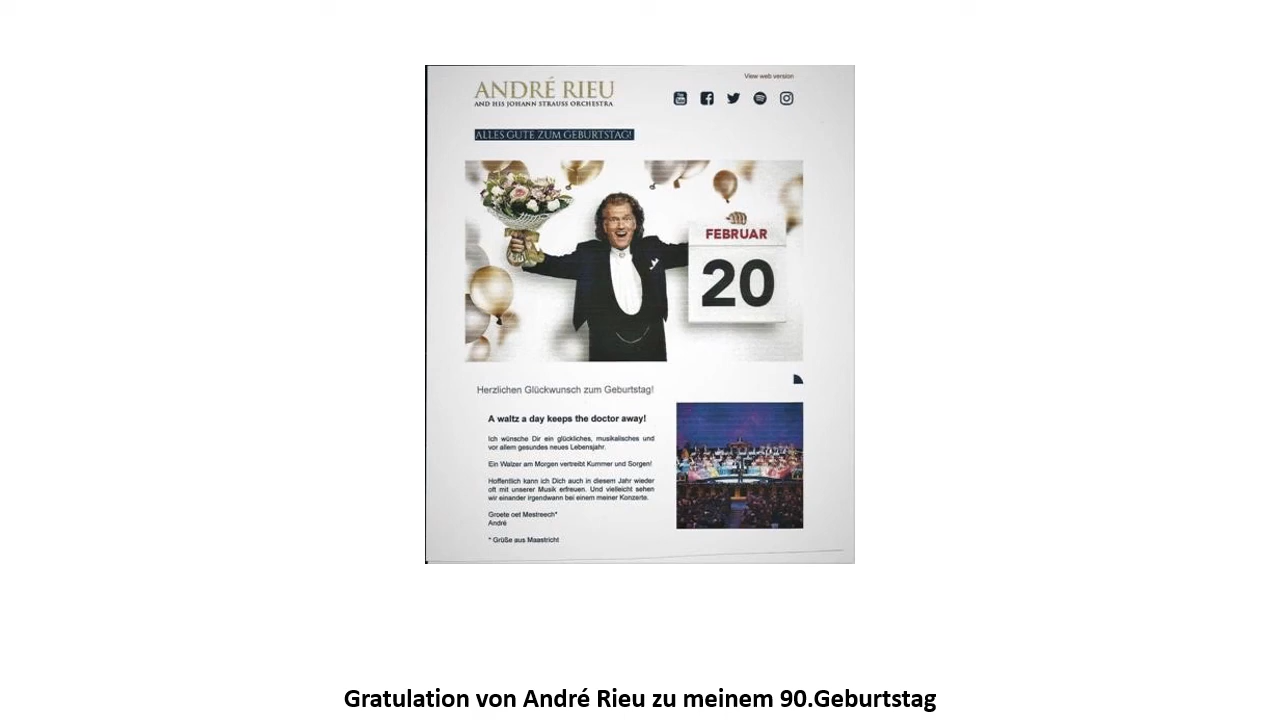 View web version
ANDRÉ RIEU
AND HIS JOHANN STRAUSS ORCHESTRA
ALLES GUTE ZUM GEBURTSTAG!
FEBRUAR
20
Herzlichen Glückwunsch zum Geburtstag!
A waltz a day keeps the doctor away!
Ich wünsche Dir ein glückliches, musikalisches und
vor allem gesundes neues Lebensjahr.
Ein Walzer am Morgen vertreibt Kummer und Sorgen!
Hoffentlich kann ich Dich auch in diesem Jahr wieder
oft mit unserer Musik erfreuen. Und vielleicht sehen
wir einander irgendwann bei einem meiner Konzerte.
Groete oet Mestreech*
André
* Grüße aus Maastricht
Gratulation von André Rieu zu meinem 90.Geburtstag